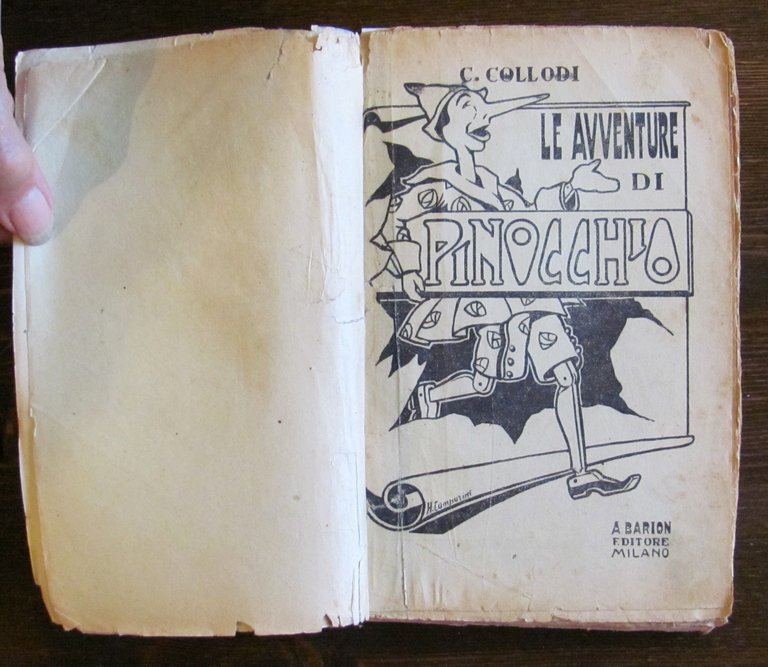 C. COLLODI
LE AVVENTURE
DI
PINOCCHIO
A BARION
EDITORE
MILANO